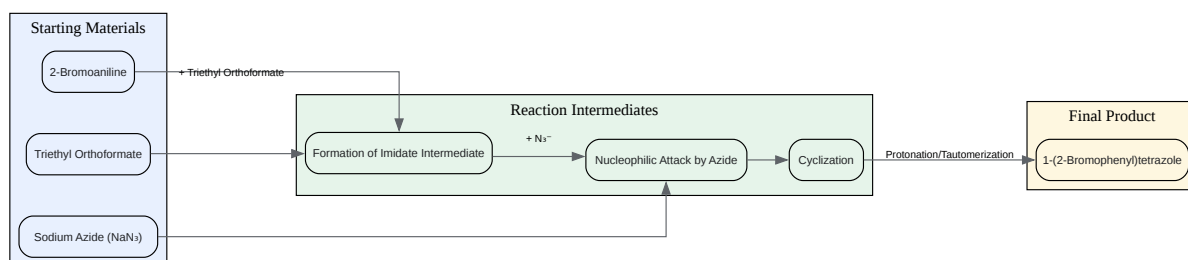 Starting Materials
2-Bromoaniline
+ Triethyl Orthoformate
Triethyl Orthoformate
Sodium Azide (NaN₃)
Reaction Intermediates
Formation of Imidate Intermediate
+ N₃⁻
Nucleophilic Attack by Azide
Cyclization
Protonation/Tautomerization
Final Product
1-(2-Bromophenyl)tetrazole